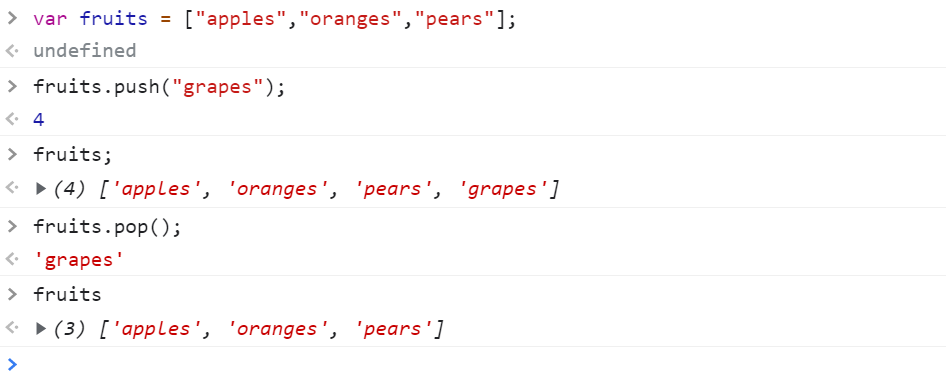 > var fruits = ["apples","oranges","pears"];
<· undefined
> fruits.push("grapes");
<· 4
> fruits;
<· ▶(4) ['apples', 'oranges', 'pears', 'grapes']
> fruits.pop();
<· 'grapes'
> fruits
<· ▶(3) ['apples', 'oranges', 'pears']
>